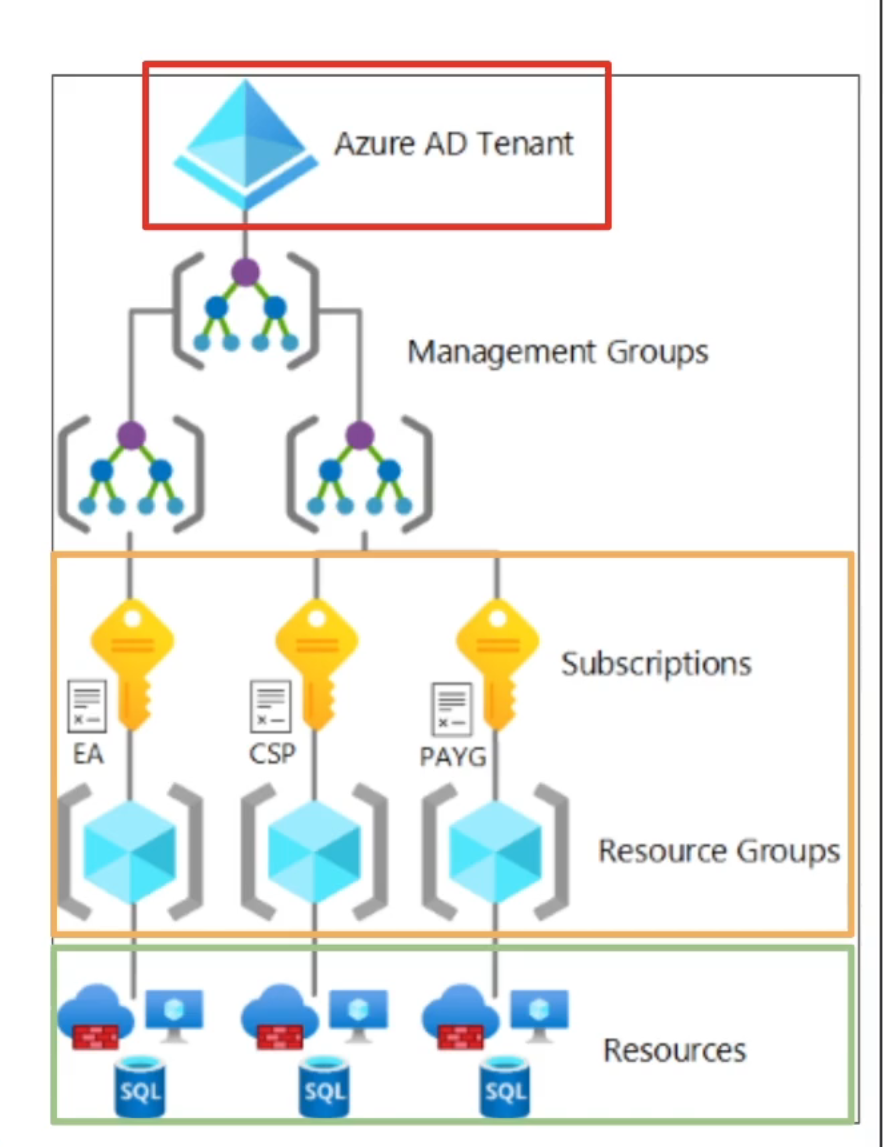 Azure AD Tenant
Management Groups
Subscriptions
EA
CSP
PAYG
Resource Groups
Resources
SQL
SQL
SQL